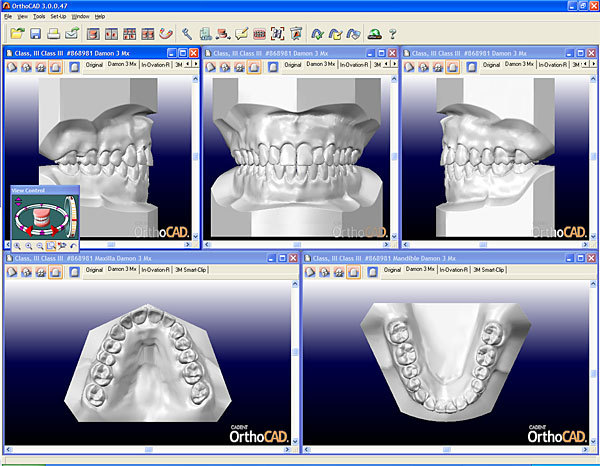 OrthoCAD 3.0.0.47
File View Tools Set-Up Window Help
Class, III Class III #868981 Damon 3 Mx
Original Damon 3 Mx In-Ovation-R 3M
Class, III Class III #868981 Damon 3 Mx
Original Damon 3 Mx In-Ovation-R 3M
Class, III Class III #868981 Damon 3 Mx
Original Damon 3 Mx In-Ovation-R 3M
View Control
OrthoCAD.
OrthoCAD.
OrthoCAD.
Class, III Class III #868981 Maxilla Damon 3 Mx
Original Damon 3 Mx In-Ovation-R 3M Smart-Clip
Class, III Class III #868981 Mandible Damon 3 Mx
Original Damon 3 Mx In-Ovation-R 3M Smart-Clip
CADENT
OrthoCAD.
CADENT
OrthoCAD.